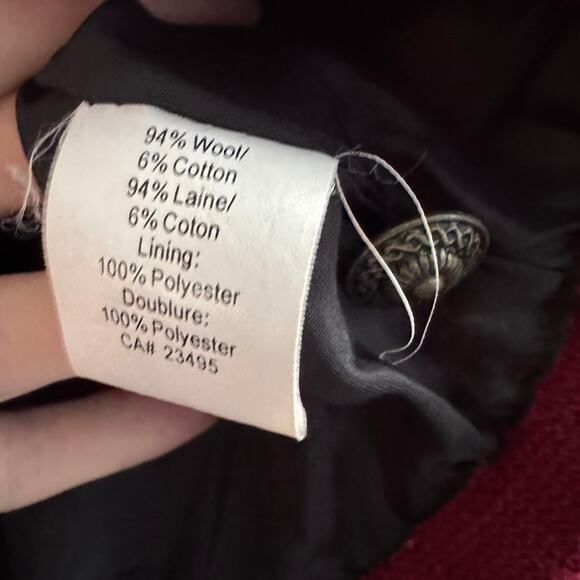 94% Wool/
6% Cotton
94% Laine/
6% Coton
Lining:
100% Polyester
Doublure:
100% Polyester
CA# 23495